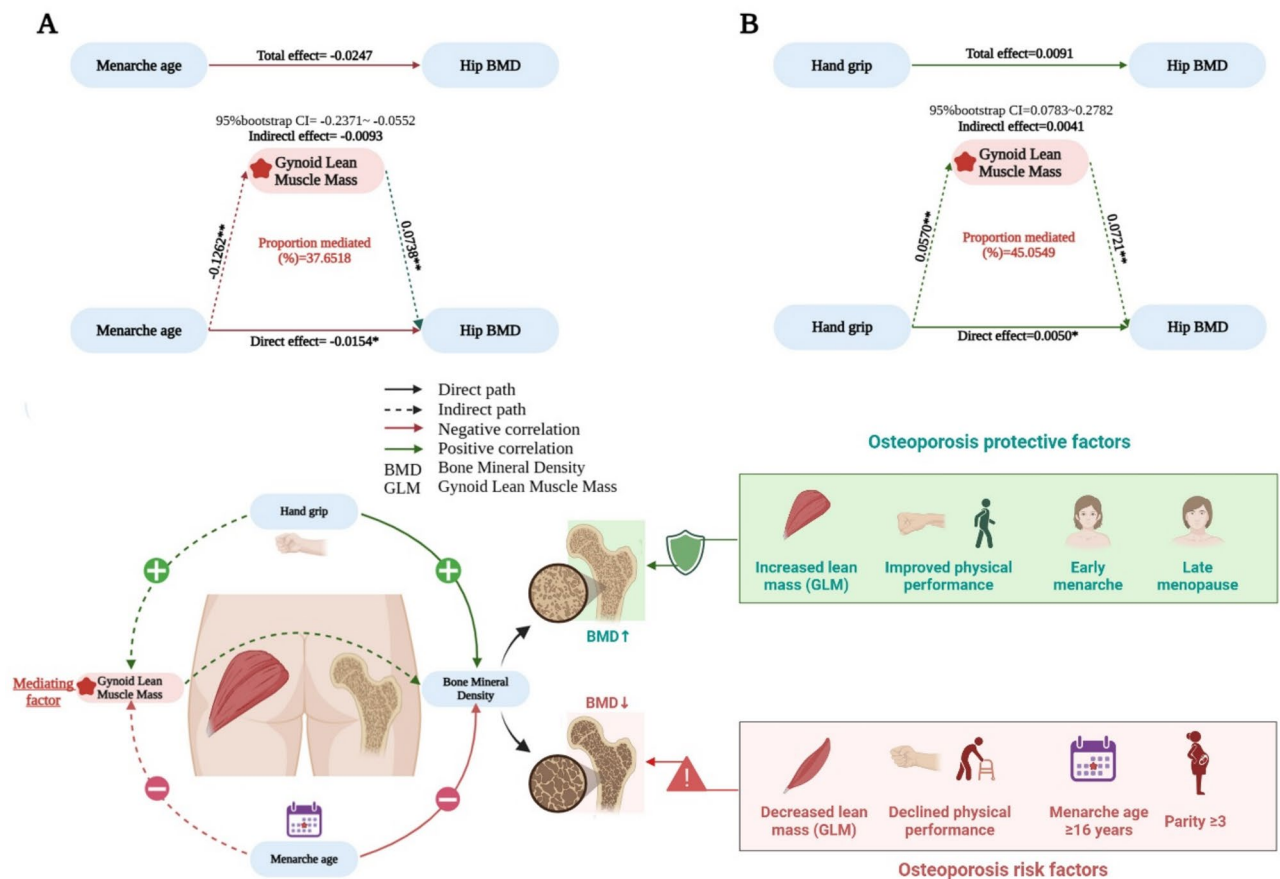 A
Menarche age
Total effect= -0.0247
Hip BMD
95%bootstrap CI= -0.2371~ -0.0552
Indirectl effect= -0.0093
Gynoid Lean
Muscle Mass
-0.1262**
0.0738**
Proportion mediated
(%)=37.6518
Menarche age
Direct effect= -0.0154*
Hip BMD
B
Hand grip
Total effect=0.0091
Hip BMD
95%bootstrap CI=0.0783~0.2782
Indirectl effect=0.0041
Gynoid Lean
Muscle Mass
0.0570**
0.0721**
Proportion mediated
(%)=45.0549
Hand grip
Direct effect=0.0050*
Hip BMD
Direct path
Indirect path
Negative correlation
Positive correlation
BMD Bone Mineral Density
GLM Gynoid Lean Muscle Mass
Hand grip
Mediating
factor
Gynoid Lean
Muscle Mass
Bone Mineral
Density
Menarche age
BMD↑
BMD↓
Osteoporosis protective factors
Increased lean
mass (GLM)
Improved physical
performance
Early
menarche
Late
menopause
Decreased lean
mass (GLM)
Declined physical
performance
Menarche age
≥16 years
Parity ≥3
Osteoporosis risk factors